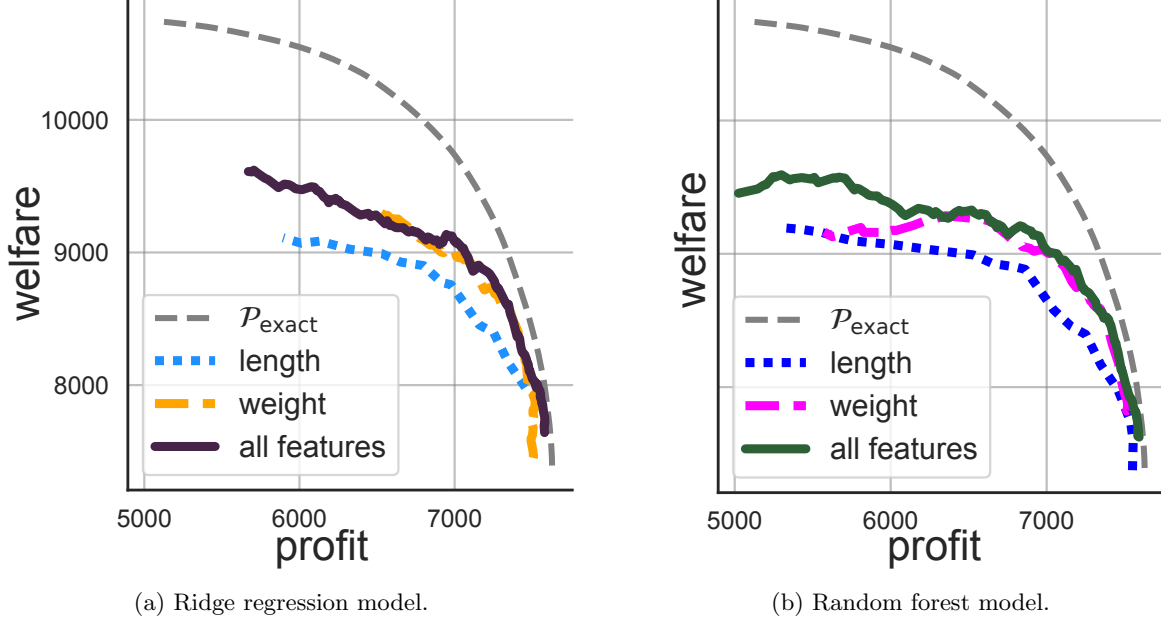 welfare
10000
9000
8000
P_exact
length
weight
all features
5000
6000
7000
profit
(a) Ridge regression model.
welfare
P_exact
length
weight
all features
5000
6000
7000
profit
(b) Random forest model.